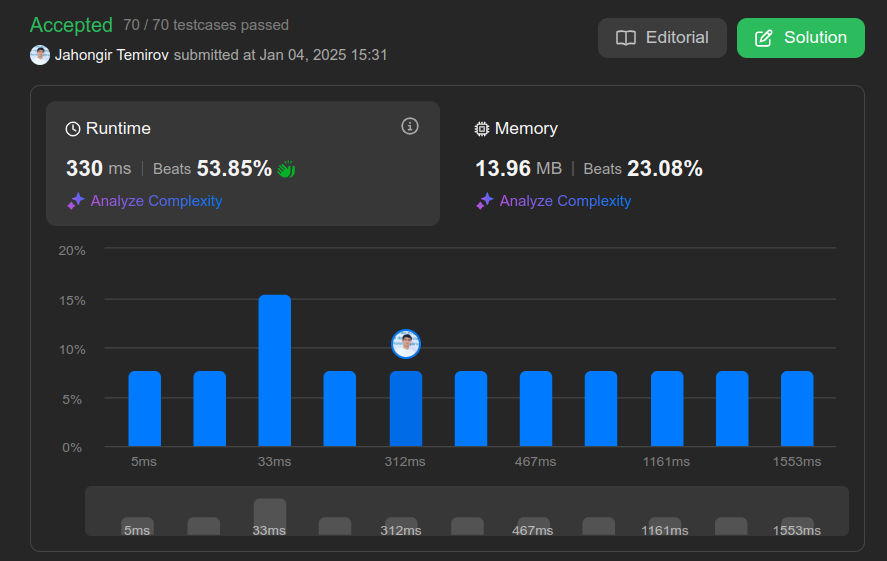 Accepted 70 / 70 testcases passed
Jahongir Temirov submitted at Jan 04, 2025 15:31
Editorial
Solution
Runtime
330 ms | Beats 53.85%
Analyze Complexity
Memory
13.96 MB | Beats 23.08%
Analyze Complexity
20%
15%
10%
5%
0%
5ms 33ms 312ms 467ms 1161ms 1553ms
5ms 33ms 312ms 467ms 1161ms 1553ms